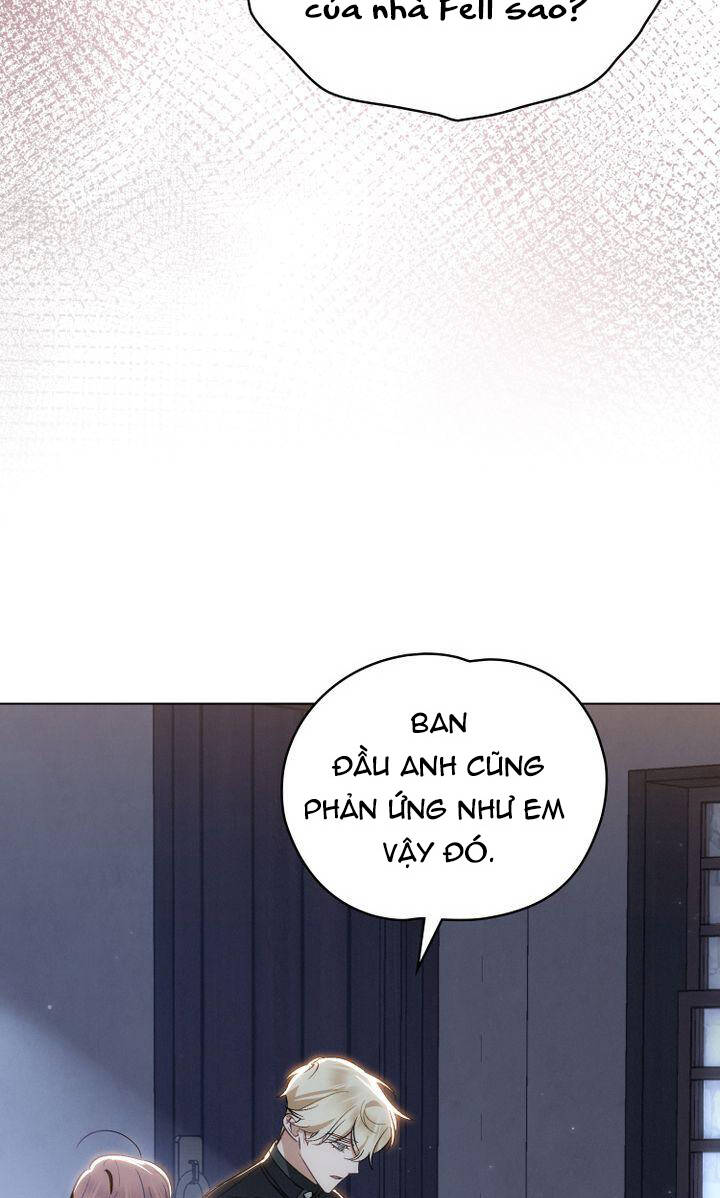 của nhà Fell sao?
BAN
ĐẦU ANH CŨNG
PHẢN ỨNG NHƯ EM
VẬY ĐÓ.